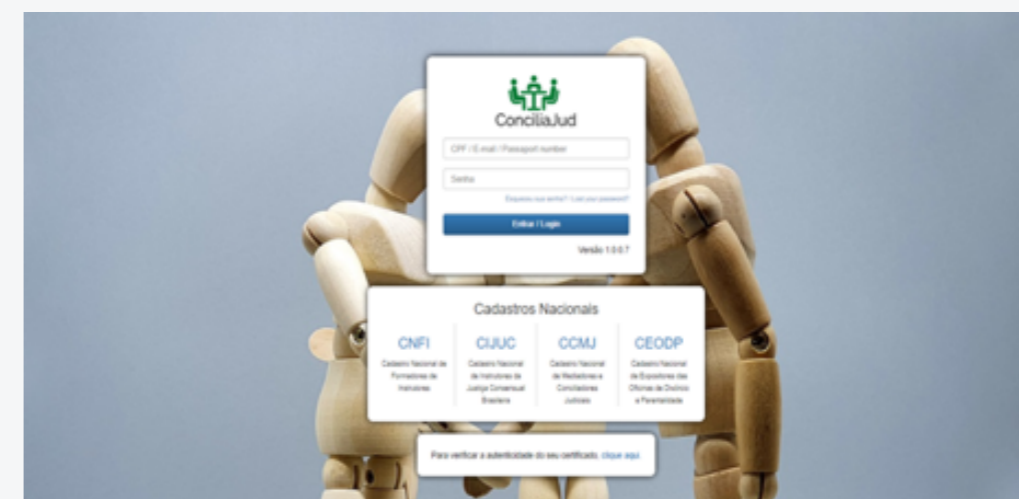 ConciliaJud
CPF / E-mail / Passaport number
Senha
Esqueceu sua senha? / Lost your password?
Entrar / Login
Versão 1.0.0.7
Cadastros Nacionais
CNFI
Cadastro Nacional de
Formadores de
Instrutores
CIJUC
Cadastro Nacional
de Instrutores da
Justiça Consensual
Brasileira
CCMJ
Cadastro Nacional
de Mediadores e
Conciliadores
Judiciais
CEODP
Cadastro Nacional
de Expositores das
Oficinas de Divórcio
e Parentalidade
Para verificar a autenticidade do seu certificado, clique aqui.